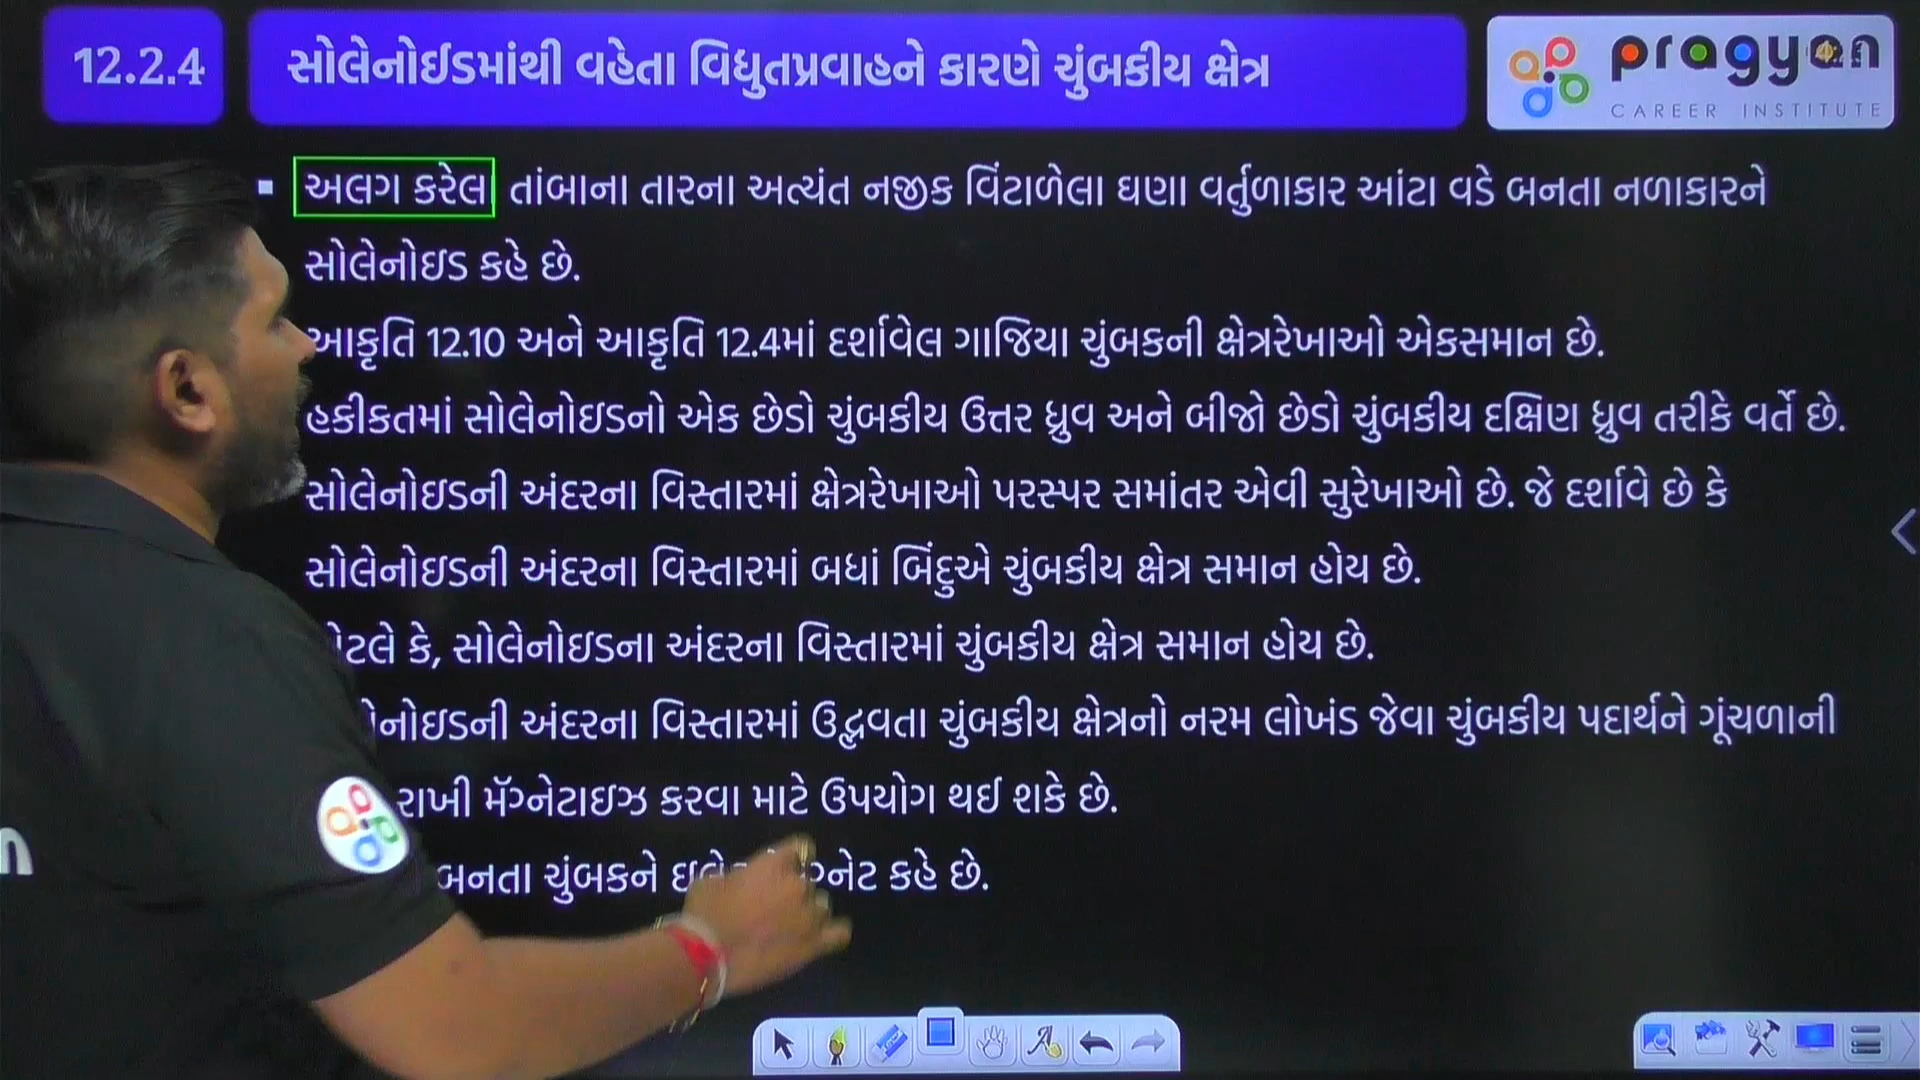 12.2.4
સોલેનોઈડમાંથી વહેતા વિદ્યુતપ્રવાહને કારણે ચુંબકીય ક્ષેત્ર
pragyan
CAREER INSTITUTE
▪ અલગ કરેલ તાંબાના તારના અત્યંત નજીક વિંટાળેલા ઘણા વર્તુળાકાર આંટા વડે બનતા નળાકારને
સોલેનોઇડ કહે છે.
આકૃતિ 12.10 અને આકૃતિ 12.4માં દર્શાવેલ ગાજિયા ચુંબકની ક્ષેત્રરેખાઓ એકસમાન છે.
હકીકતમાં સોલેનોઇડનો એક છેડો ચુંબકીય ઉત્તર ધ્રુવ અને બીજો છેડો ચુંબકીય દક્ષિણ ધ્રુવ તરીકે વર્તે છે.
સોલેનોઇડની અંદરના વિસ્તારમાં ક્ષેત્રરેખાઓ પરસ્પર સમાંતર એવી સુરેખાઓ છે. જે દર્શાવે છે કે
સોલેનોઇડની અંદરના વિસ્તારમાં બધાં બિંદુએ ચુંબકીય ક્ષેત્ર સમાન હોય છે.
કે, સોલેનોઇડના અંદરના વિસ્તારમાં ચુંબકીય ક્ષેત્ર સમાન હોય છે.
અંદરના વિસ્તારમાં ઉદ્ભવતા ચુંબકીય ક્ષેત્રનો નરમ લોખંડ જેવા ચુંબકીય પદાર્થને ગૂંચળાની
રાખી મૅગ્નેટાઇઝ કરવા માટે ઉપયોગ થઈ શકે છે.
બનતા ચુંબકને કહે છે.